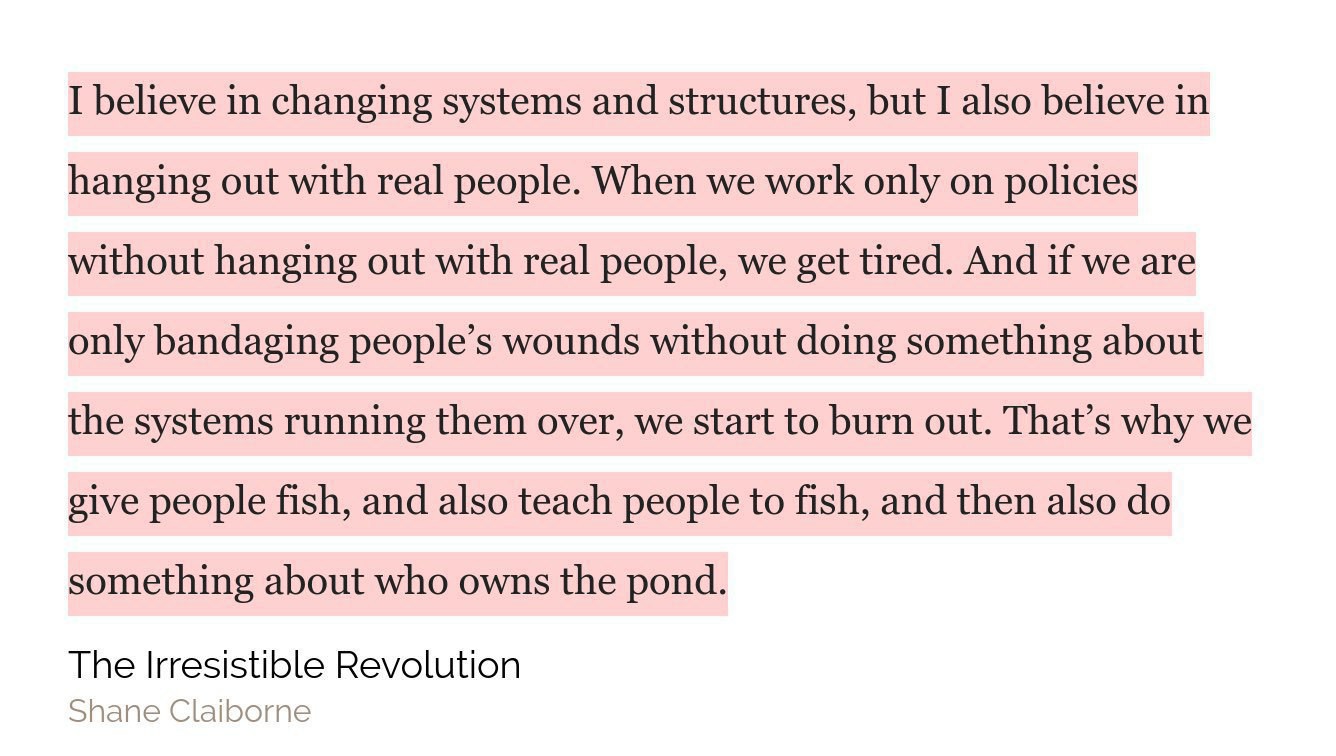 I believe in changing systems and structures, but I also believe in
hanging out with real people. When we work only on policies
without hanging out with real people, we get tired. And if we are
only bandaging people’s wounds without doing something about
the systems running them over, we start to burn out. That’s why we
give people fish, and also teach people to fish, and then also do
something about who owns the pond.
The Irresistible Revolution
Shane Claiborne